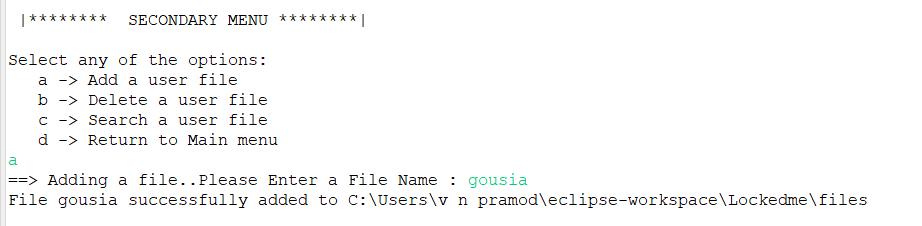 |********  SECONDARY MENU ********|
Select any of the options:
a -> Add a user file
b -> Delete a user file
c -> Search a user file
d -> Return to Main menu
a
==> Adding a file..Please Enter a File Name : gousia
File gousia successfully added to C:\Users\v n pramod\eclipse-workspace\Lockedme\files